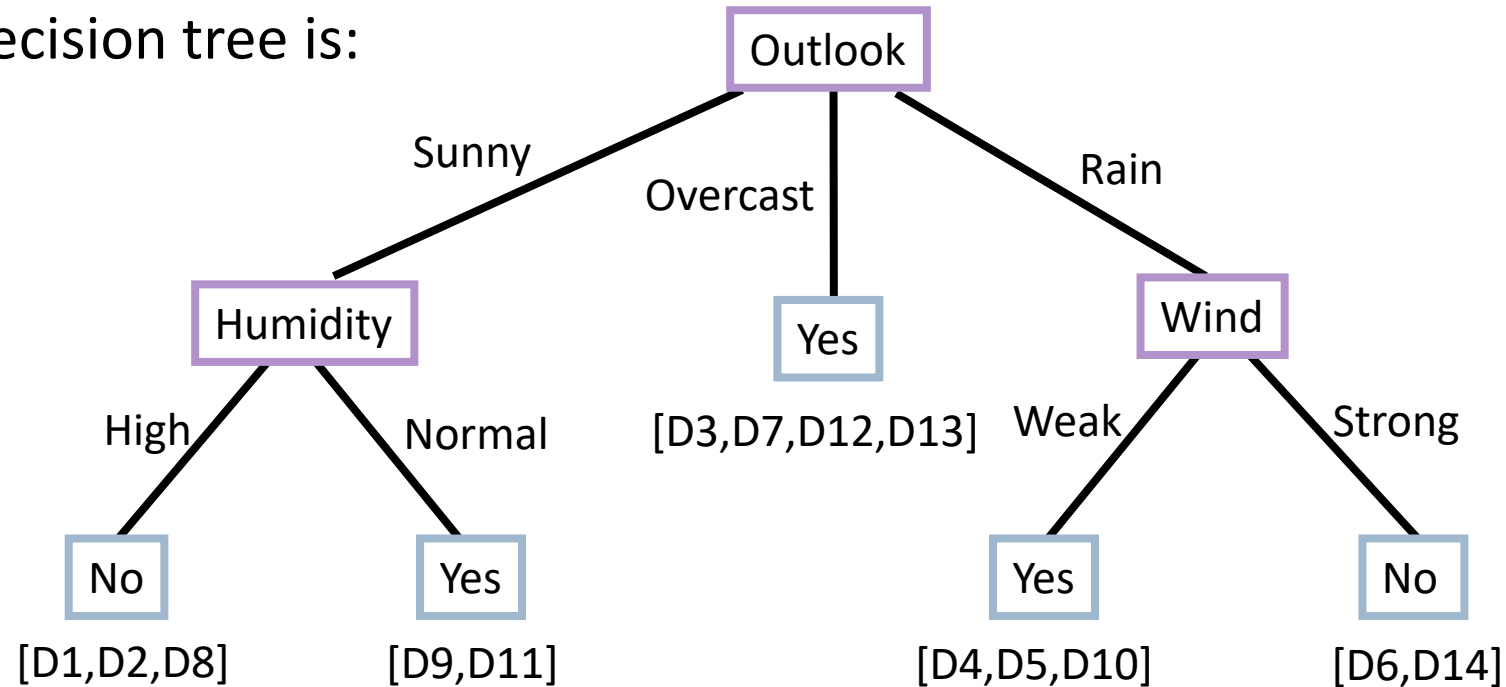 ecision tree is:
Outlook
Sunny
Overcast
Rain
Humidity
Yes
Wind
High
Normal
[D3,D7,D12,D13]
Weak
Strong
No
Yes
Yes
No
[D1,D2,D8]
[D9,D11]
[D4,D5,D10]
[D6,D14]